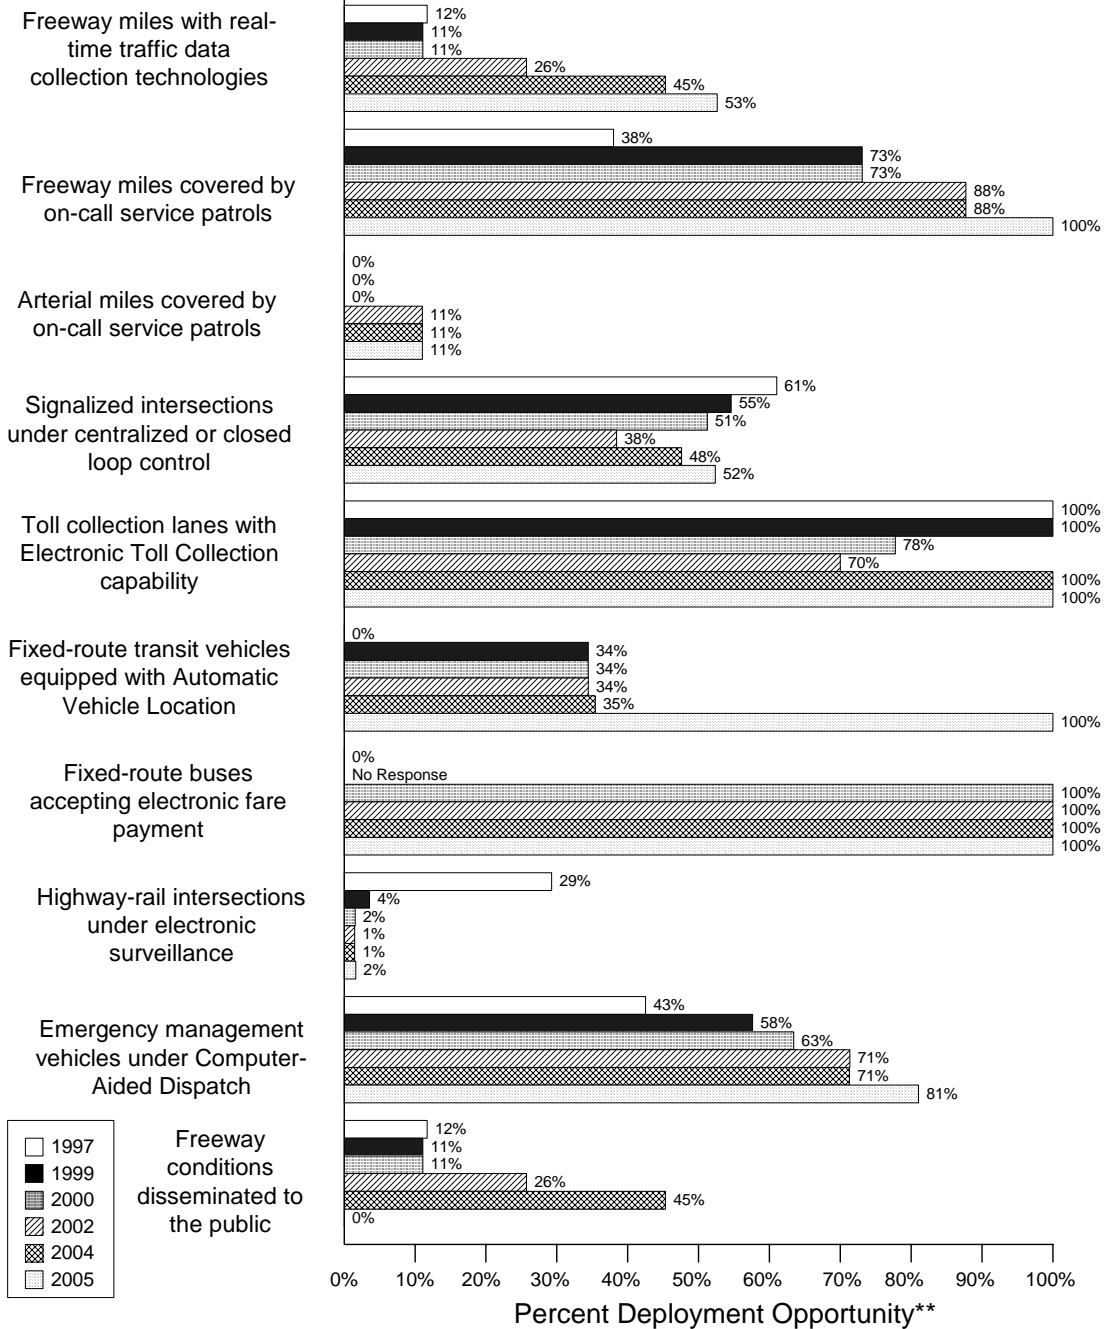 Freeway miles with real-
time traffic data
collection technologies
12%
11%
11%
26%
45%
53%
Freeway miles covered by
on-call service patrols
38%
73%
73%
88%
88%
100%
Arterial miles covered by
on-call service patrols
0%
0%
0%
11%
11%
11%
Signalized intersections
under centralized or closed
loop control
61%
55%
51%
38%
48%
52%
Toll collection lanes with
Electronic Toll Collection
capability
100%
100%
78%
70%
100%
100%
Fixed-route transit vehicles
equipped with Automatic
Vehicle Location
0%
34%
34%
34%
35%
100%
Fixed-route buses
accepting electronic fare
payment
0%
No Response
100%
100%
100%
100%
Highway-rail intersections
under electronic
surveillance
29%
4%
2%
1%
1%
2%
Emergency management
vehicles under Computer-
Aided Dispatch
43%
58%
63%
71%
71%
81%
Freeway
conditions
disseminated to
the public
12%
11%
11%
26%
45%
0%
1997
1999
2000
2002
2004
2005
0% 10% 20% 30% 40% 50% 60% 70% 80% 90% 100%
Percent Deployment Opportunity**